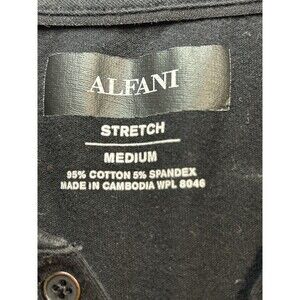 ALFANI
STRETCH
MEDIUM
95% COTTON 5% SPANDEX
MADE IN CAMBODIA WPL 8046